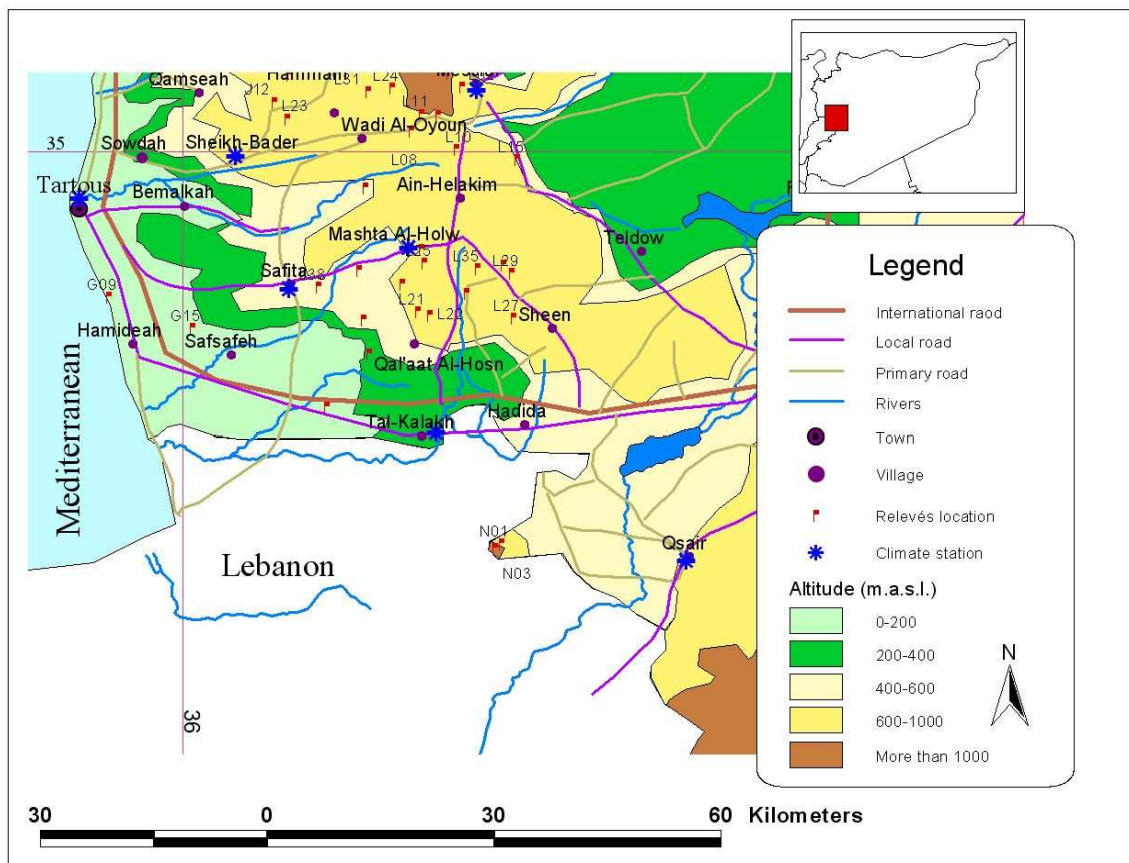 Qamseah
J12
L23
L31
L24
L11
Wadi Al-Oyoun
35
Sowdah
Sheikh-Bader
L10
L15
L08
Tartous
Bemalkah
Ain-Helakim
Mashta Al-Holw
Teldow
Safita
L35
L29
G09
G15
L21
L22
L27
Sheen
Hamideah
Safsafeh
Qal'aat Al-Hosn
Hadida
Tal-Kalakh
Mediterranean
N01
N03
Qsair
Lebanon
36
Legend
International raod
Local road
Primary road
Rivers
Town
Village
Relevés location
Climate station
Altitude (m.a.s.l.)
0-200
200-400
400-600
600-1000
More than 1000
N
30 0 30 60 Kilometers